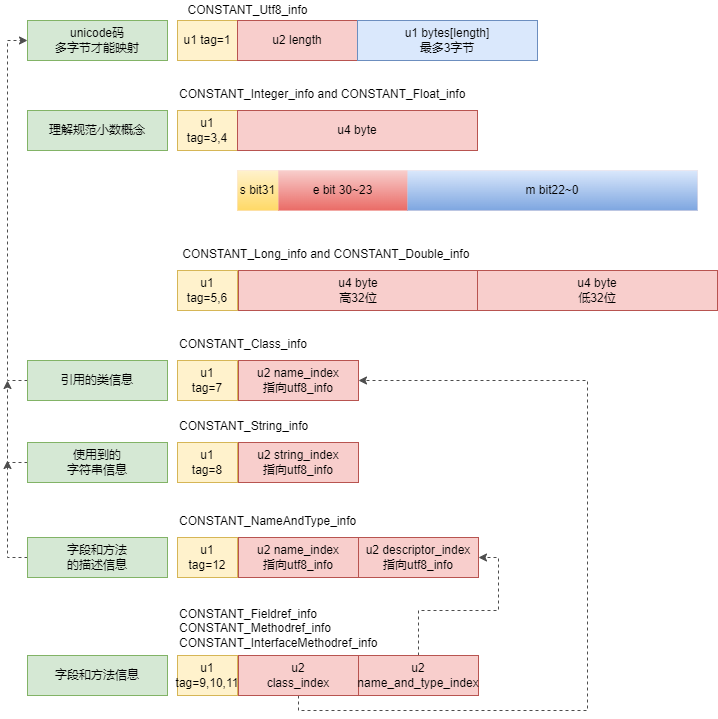 CONSTANT_Utf8_info
unicode码
多字节才能映射
u1 tag=1
u2 length
u1 bytes[length]
最多3字节
CONSTANT_Integer_info and CONSTANT_Float_info
理解规范小数概念
u1
tag=3,4
u4 byte
s bit31
e bit 30~23
m bit22~0
CONSTANT_Long_info and CONSTANT_Double_info
u1
tag=5,6
u4 byte
高32位
u4 byte
低32位
CONSTANT_Class_info
引用的类信息
u1
tag=7
u2 name_index
指向utf8_info
CONSTANT_String_info
使用到的
字符串信息
u1
tag=8
u2 string_index
指向utf8_info
CONSTANT_NameAndType_info
字段和方法
的描述信息
u1
tag=12
u2 name_index
指向utf8_info
u2 descriptor_index
指向utf8_info
CONSTANT_Fieldref_info
CONSTANT_Methodref_info
CONSTANT_InterfaceMethodref_info
字段和方法信息
u1
tag=9,10,11
u2
class_index
u2
name_and_type_index